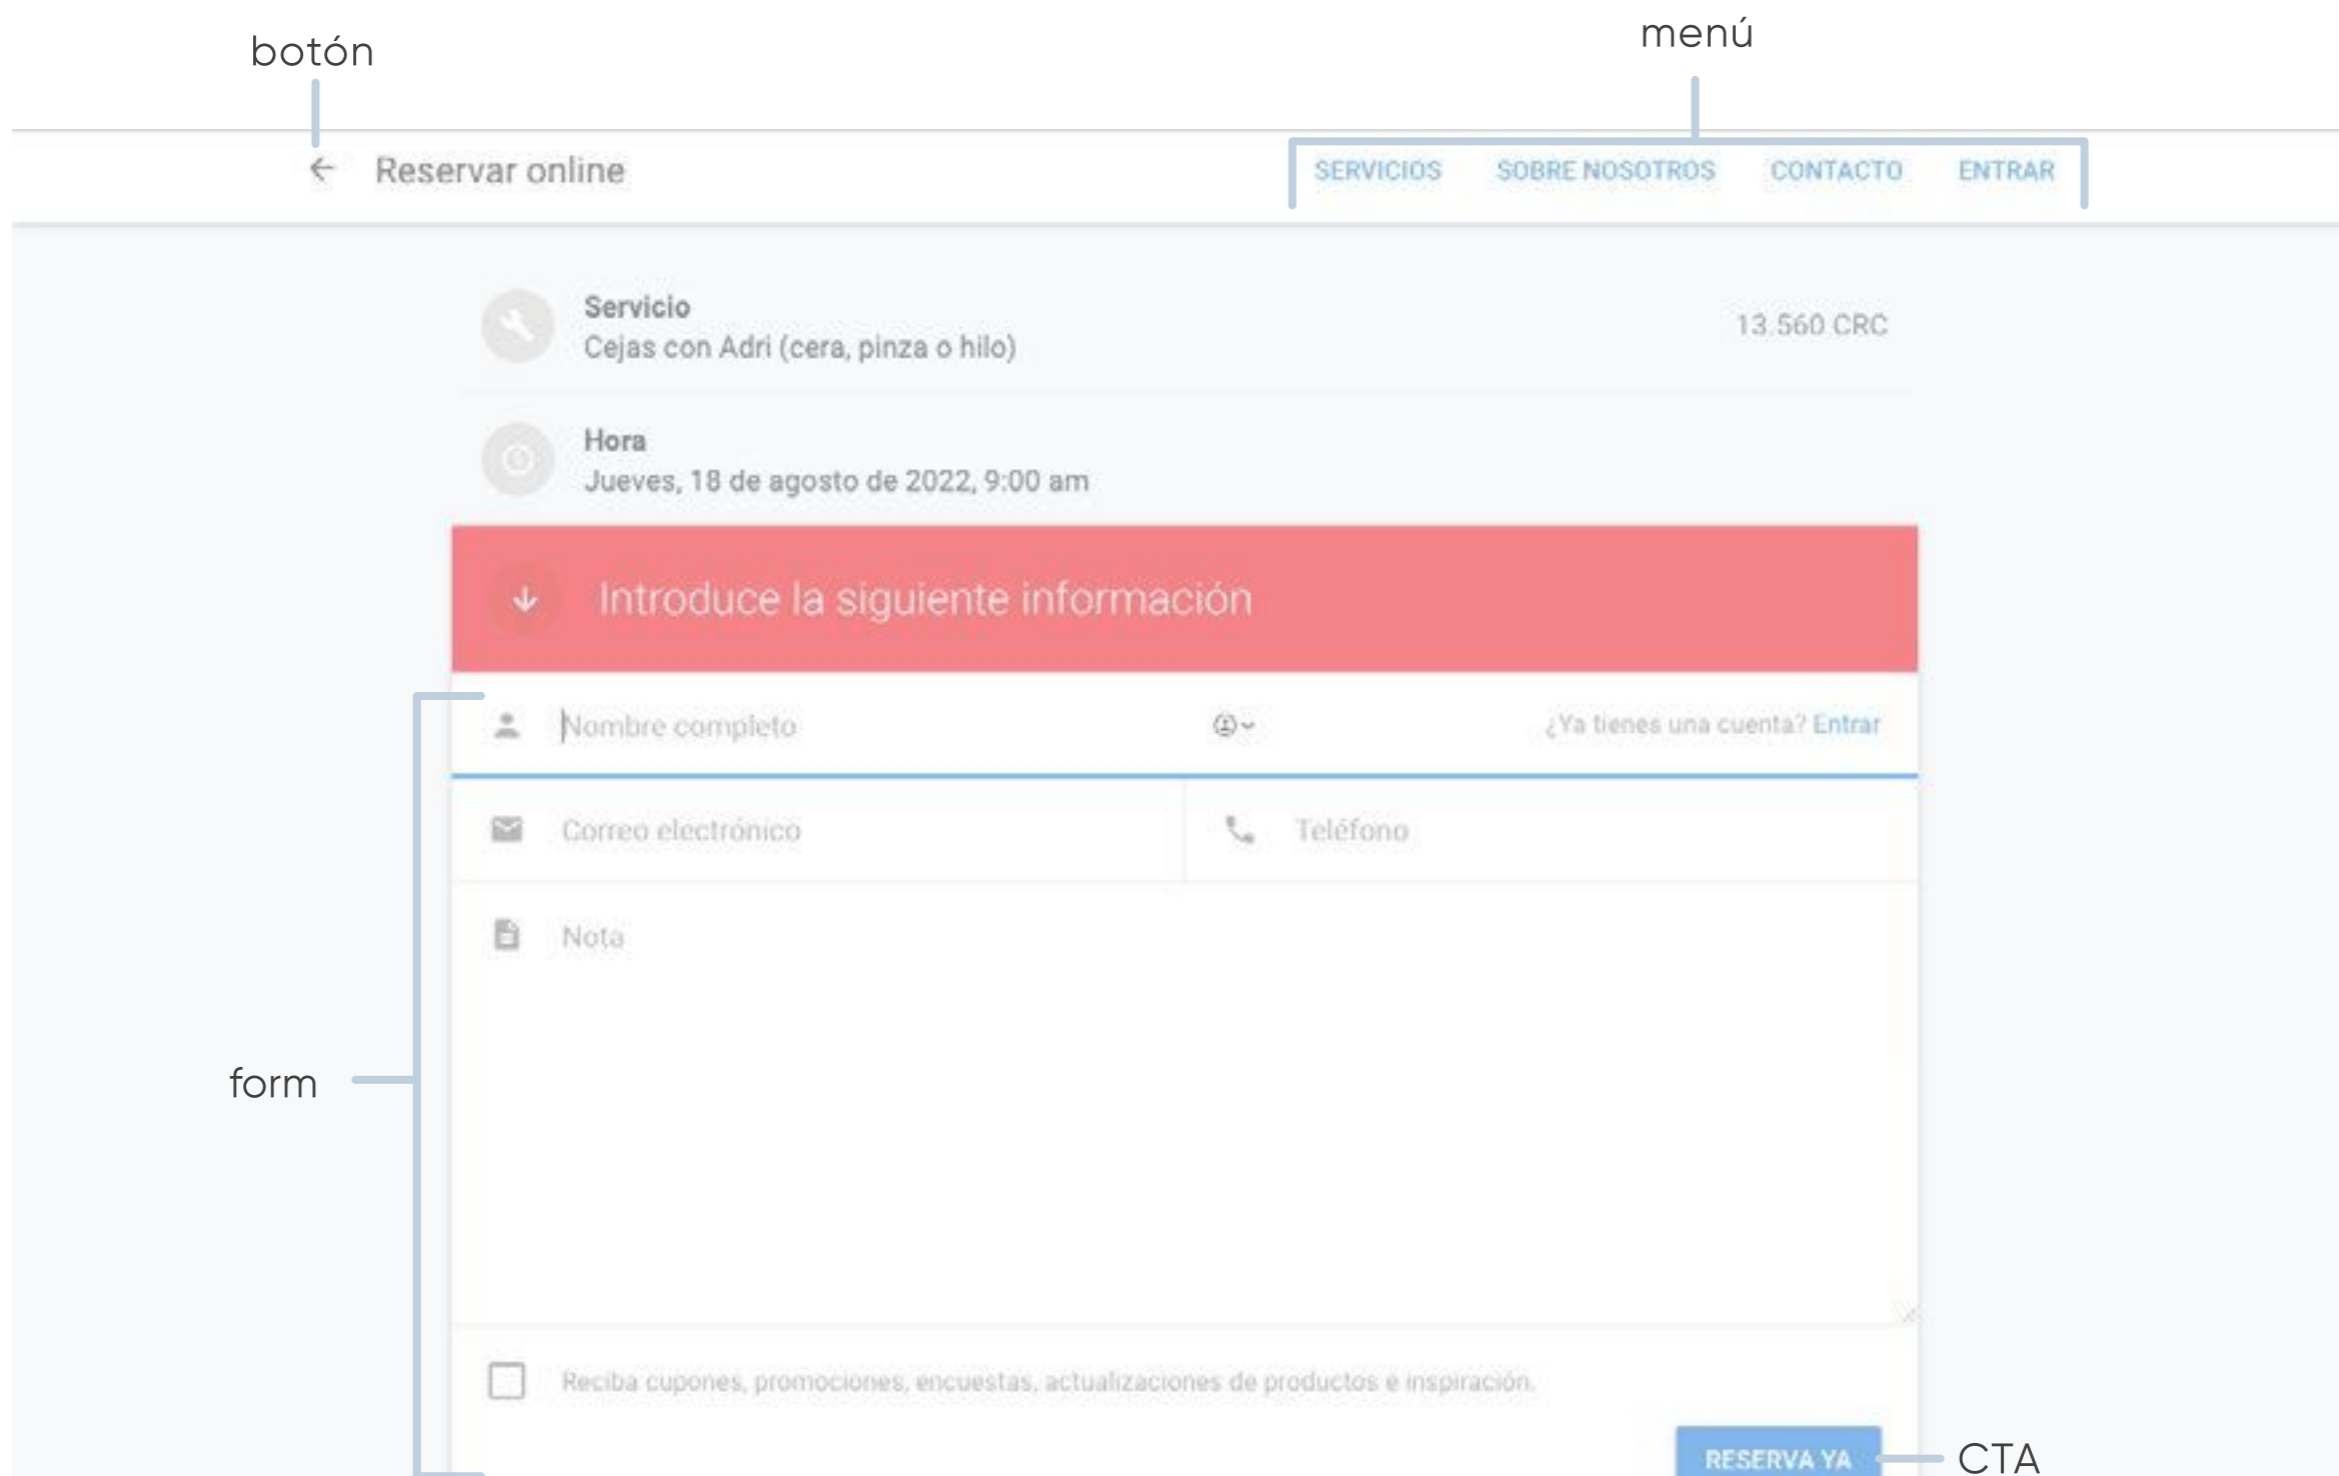 botón
menú
Reservar online
SERVICIOS SOBRE NOSOTROS CONTACTO ENTRAR
Servicio
Cejas con Adri (cera, pinza o hilo)
13.560 CRC
Hora
Jueves, 18 de agosto de 2022, 9:00 am
Introduce la siguiente información
Nombre completo
¿Ya tienes una cuenta? Entrar
Correo electrónico
Teléfono
Nota
form
Reciba cupones, promociones, encuestas, actualizaciones de productos e inspiración.
RESERVA YA
CTA